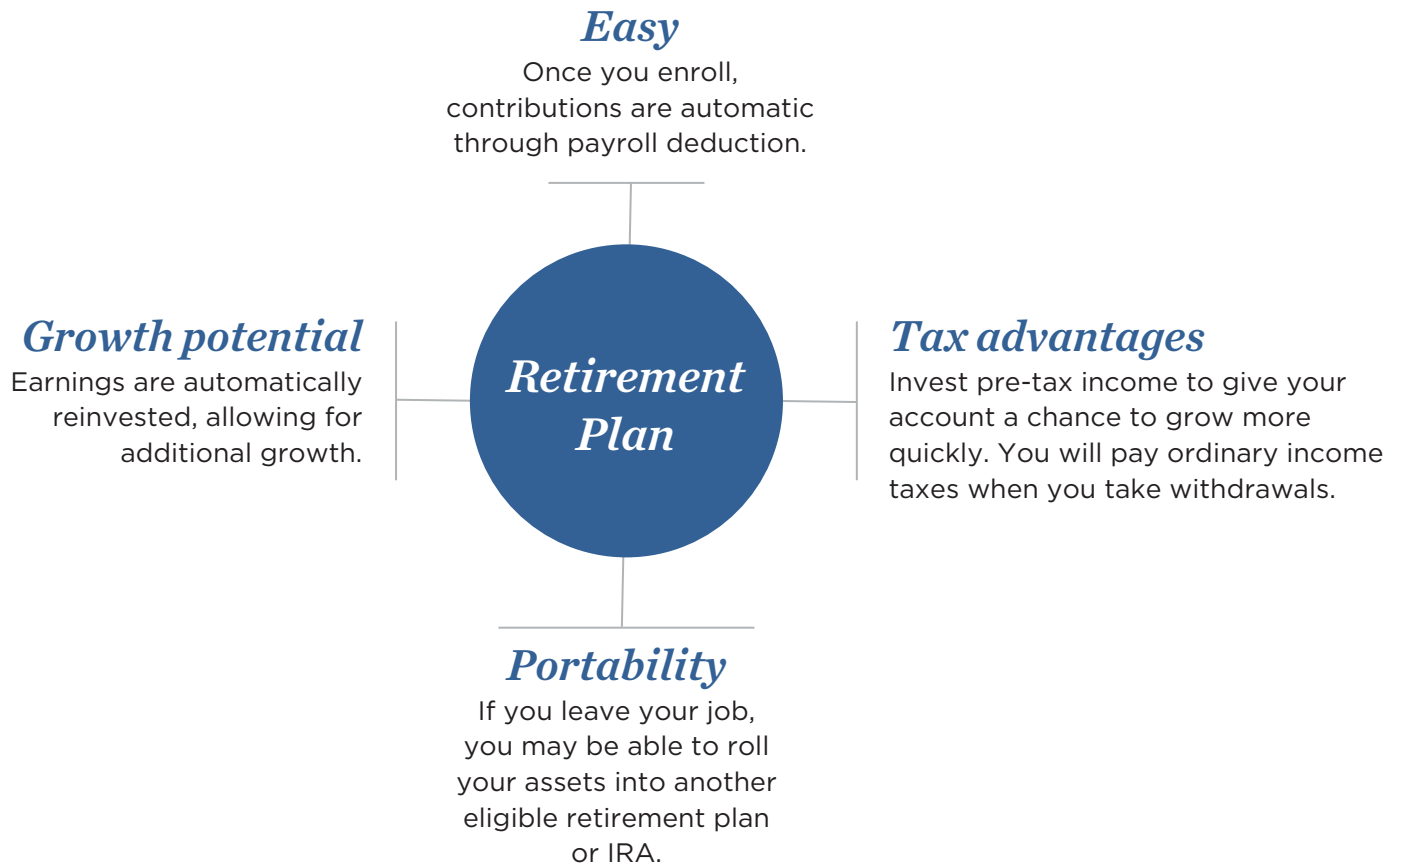 Easy
Once you enroll,
contributions are automatic
through payroll deduction.
Growth potential
Earnings are automatically
reinvested, allowing for
additional growth.
Retirement
Plan
Tax advantages
Invest pre-tax income to give your
account a chance to grow more
quickly. You will pay ordinary income
taxes when you take withdrawals.
Portability
If you leave your job,
you may be able to roll
your assets into another
eligible retirement plan
or IRA.